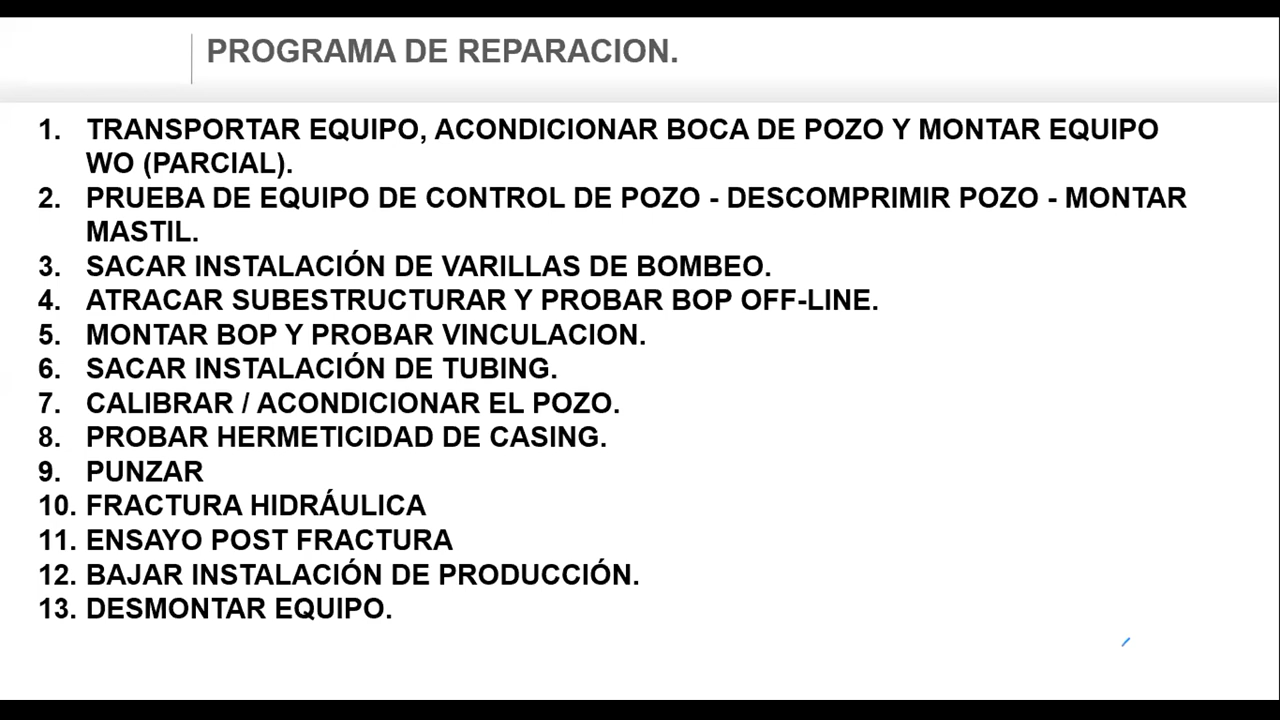 PROGRAMA DE REPARACION.
1. TRANSPORTAR EQUIPO, ACONDICIONAR BOCA DE POZO Y MONTAR EQUIPO
WO (PARCIAL).
2. PRUEBA DE EQUIPO DE CONTROL DE POZO - DESCOMPRIMIR POZO - MONTAR
MASTIL.
3. SACAR INSTALACIÓN DE VARILLAS DE BOMBEO.
4. ATRACAR SUBESTRUCTURAR Y PROBAR BOP OFF-LINE.
5. MONTAR BOP Y PROBAR VINCULACION.
6. SACAR INSTALACIÓN DE TUBING.
7. CALIBRAR / ACONDICIONAR EL POZO.
8. PROBAR HERMETICIDAD DE CASING.
9. PUNZAR
10. FRACTURA HIDRÁULICA
11. ENSAYO POST FRACTURA
12. BAJAR INSTALACIÓN DE PRODUCCIÓN.
13. DESMONTAR EQUIPO.